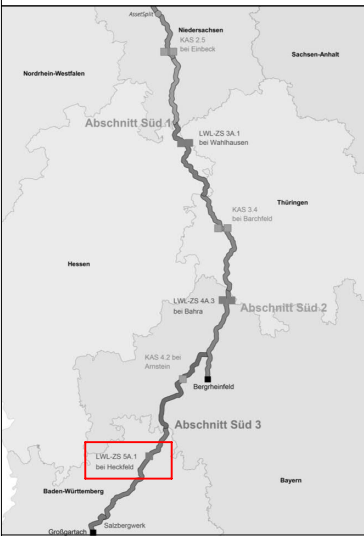 AssetSplit
Niedersachsen
KAS 2.5
bei Einbeck
Sachsen-Anhalt
Nordrhein-Westfalen
Abschnitt Süd 1
LWL-ZS 3A.1
bei Wahlhausen
Thüringen
KAS 3.4
bei Barchfeld
Hessen
LWL-ZS 4A.3
bei Bahra
Abschnitt Süd 2
KAS 4.2 bei
Arnstein
Bergrheinfeld
Abschnitt Süd 3
LWL-ZS 5A.1
bei Heckfeld
Bayern
Baden-Württemberg
Salzbergwerk
Großgartach